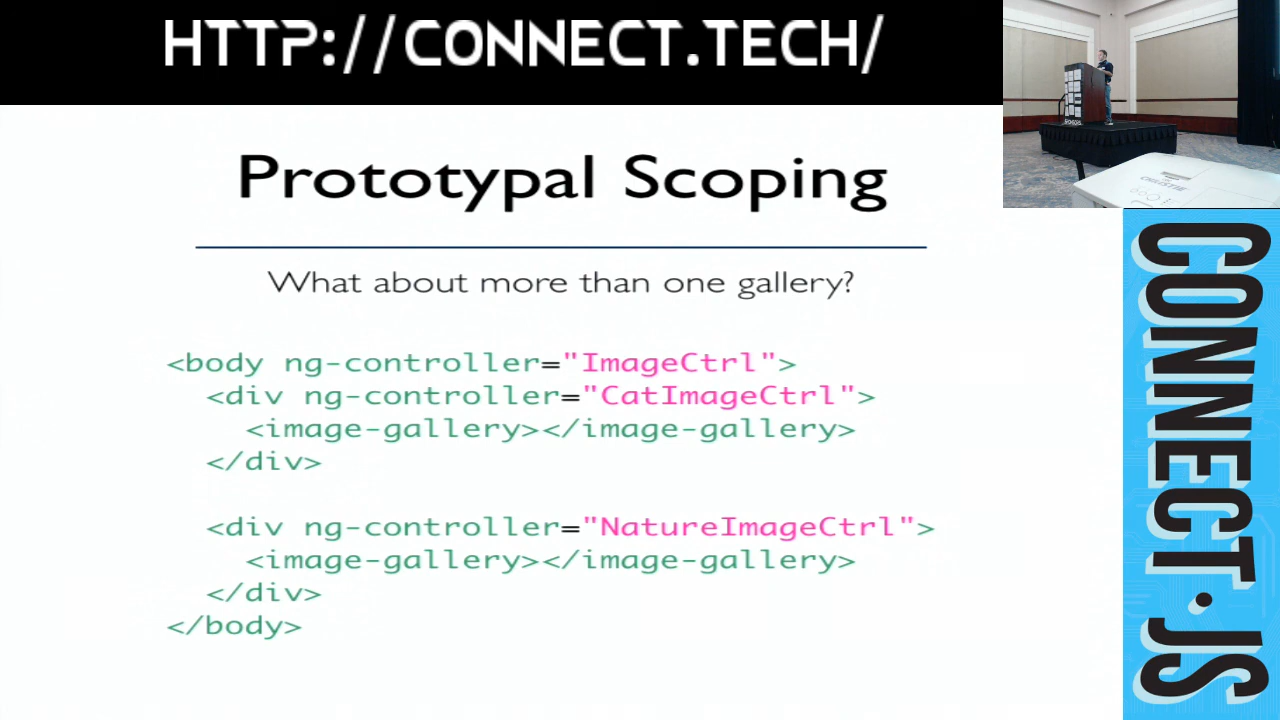 HTTP://CONNECT.TECH/
Prototypal Scoping
What about more than one gallery?
<body ng-controller="ImageCtrl">
<div ng-controller="CatImageCtrl">
<image-gallery></image-gallery>
</div>
<div ng-controller="NatureImageCtrl">
<image-gallery></image-gallery>
</div>
</body>
CHRISTIE
CONNECT.JS